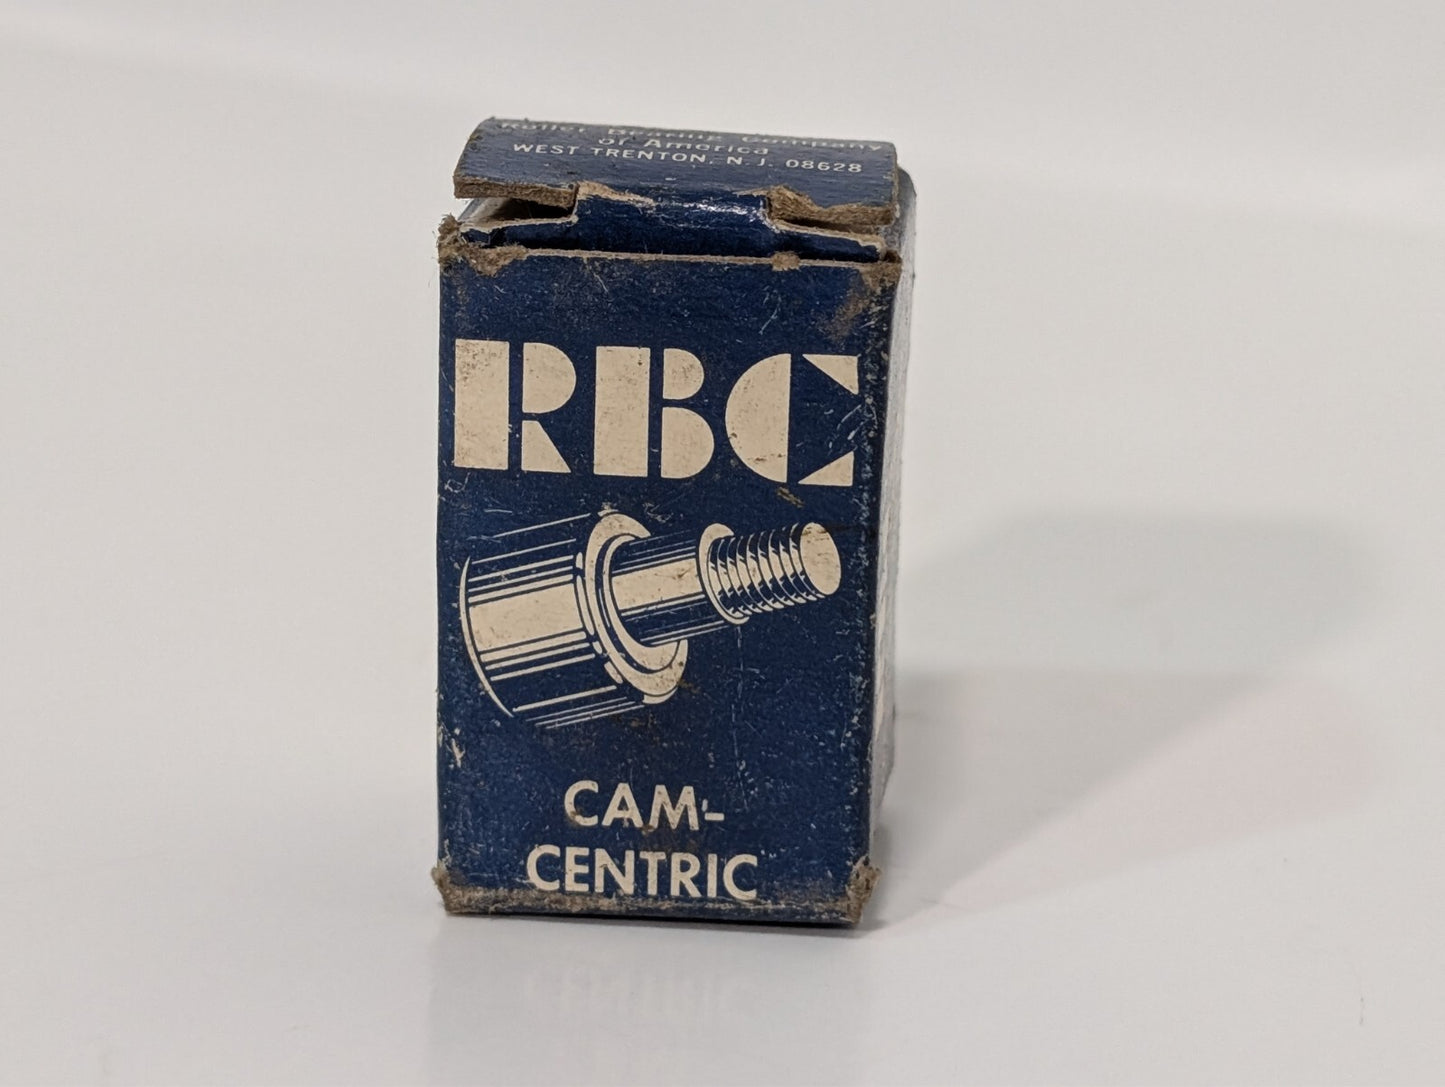 Roller Bearing Company
of America
WEST TRENTON, N.J. 08628
RBC
CAM-
CENTRIC